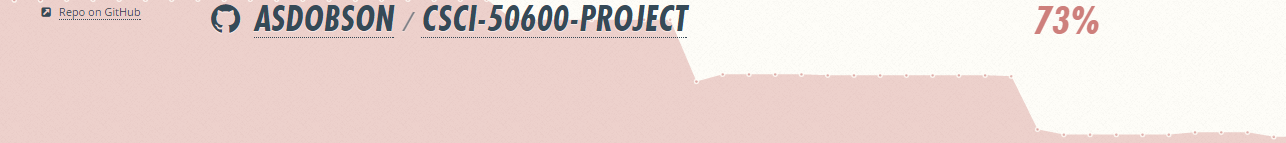 Repo on GitHub
ASDOBSON / CSCI-50600-PROJECT
73%